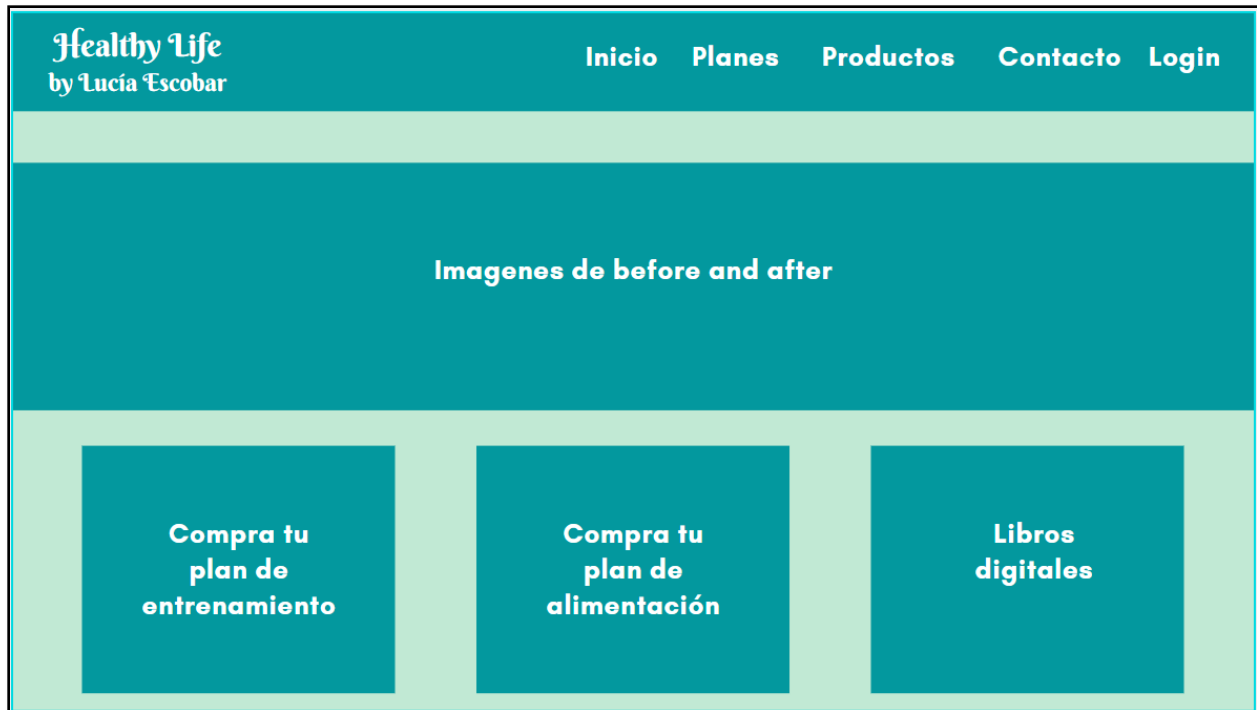 Healthy Life
by Lucía Escobar
Inicio Planes Productos Contacto Login
Imagenes de before and after
Compra tu
plan de
entrenamiento
Compra tu
plan de
alimentación
Libros
digitales